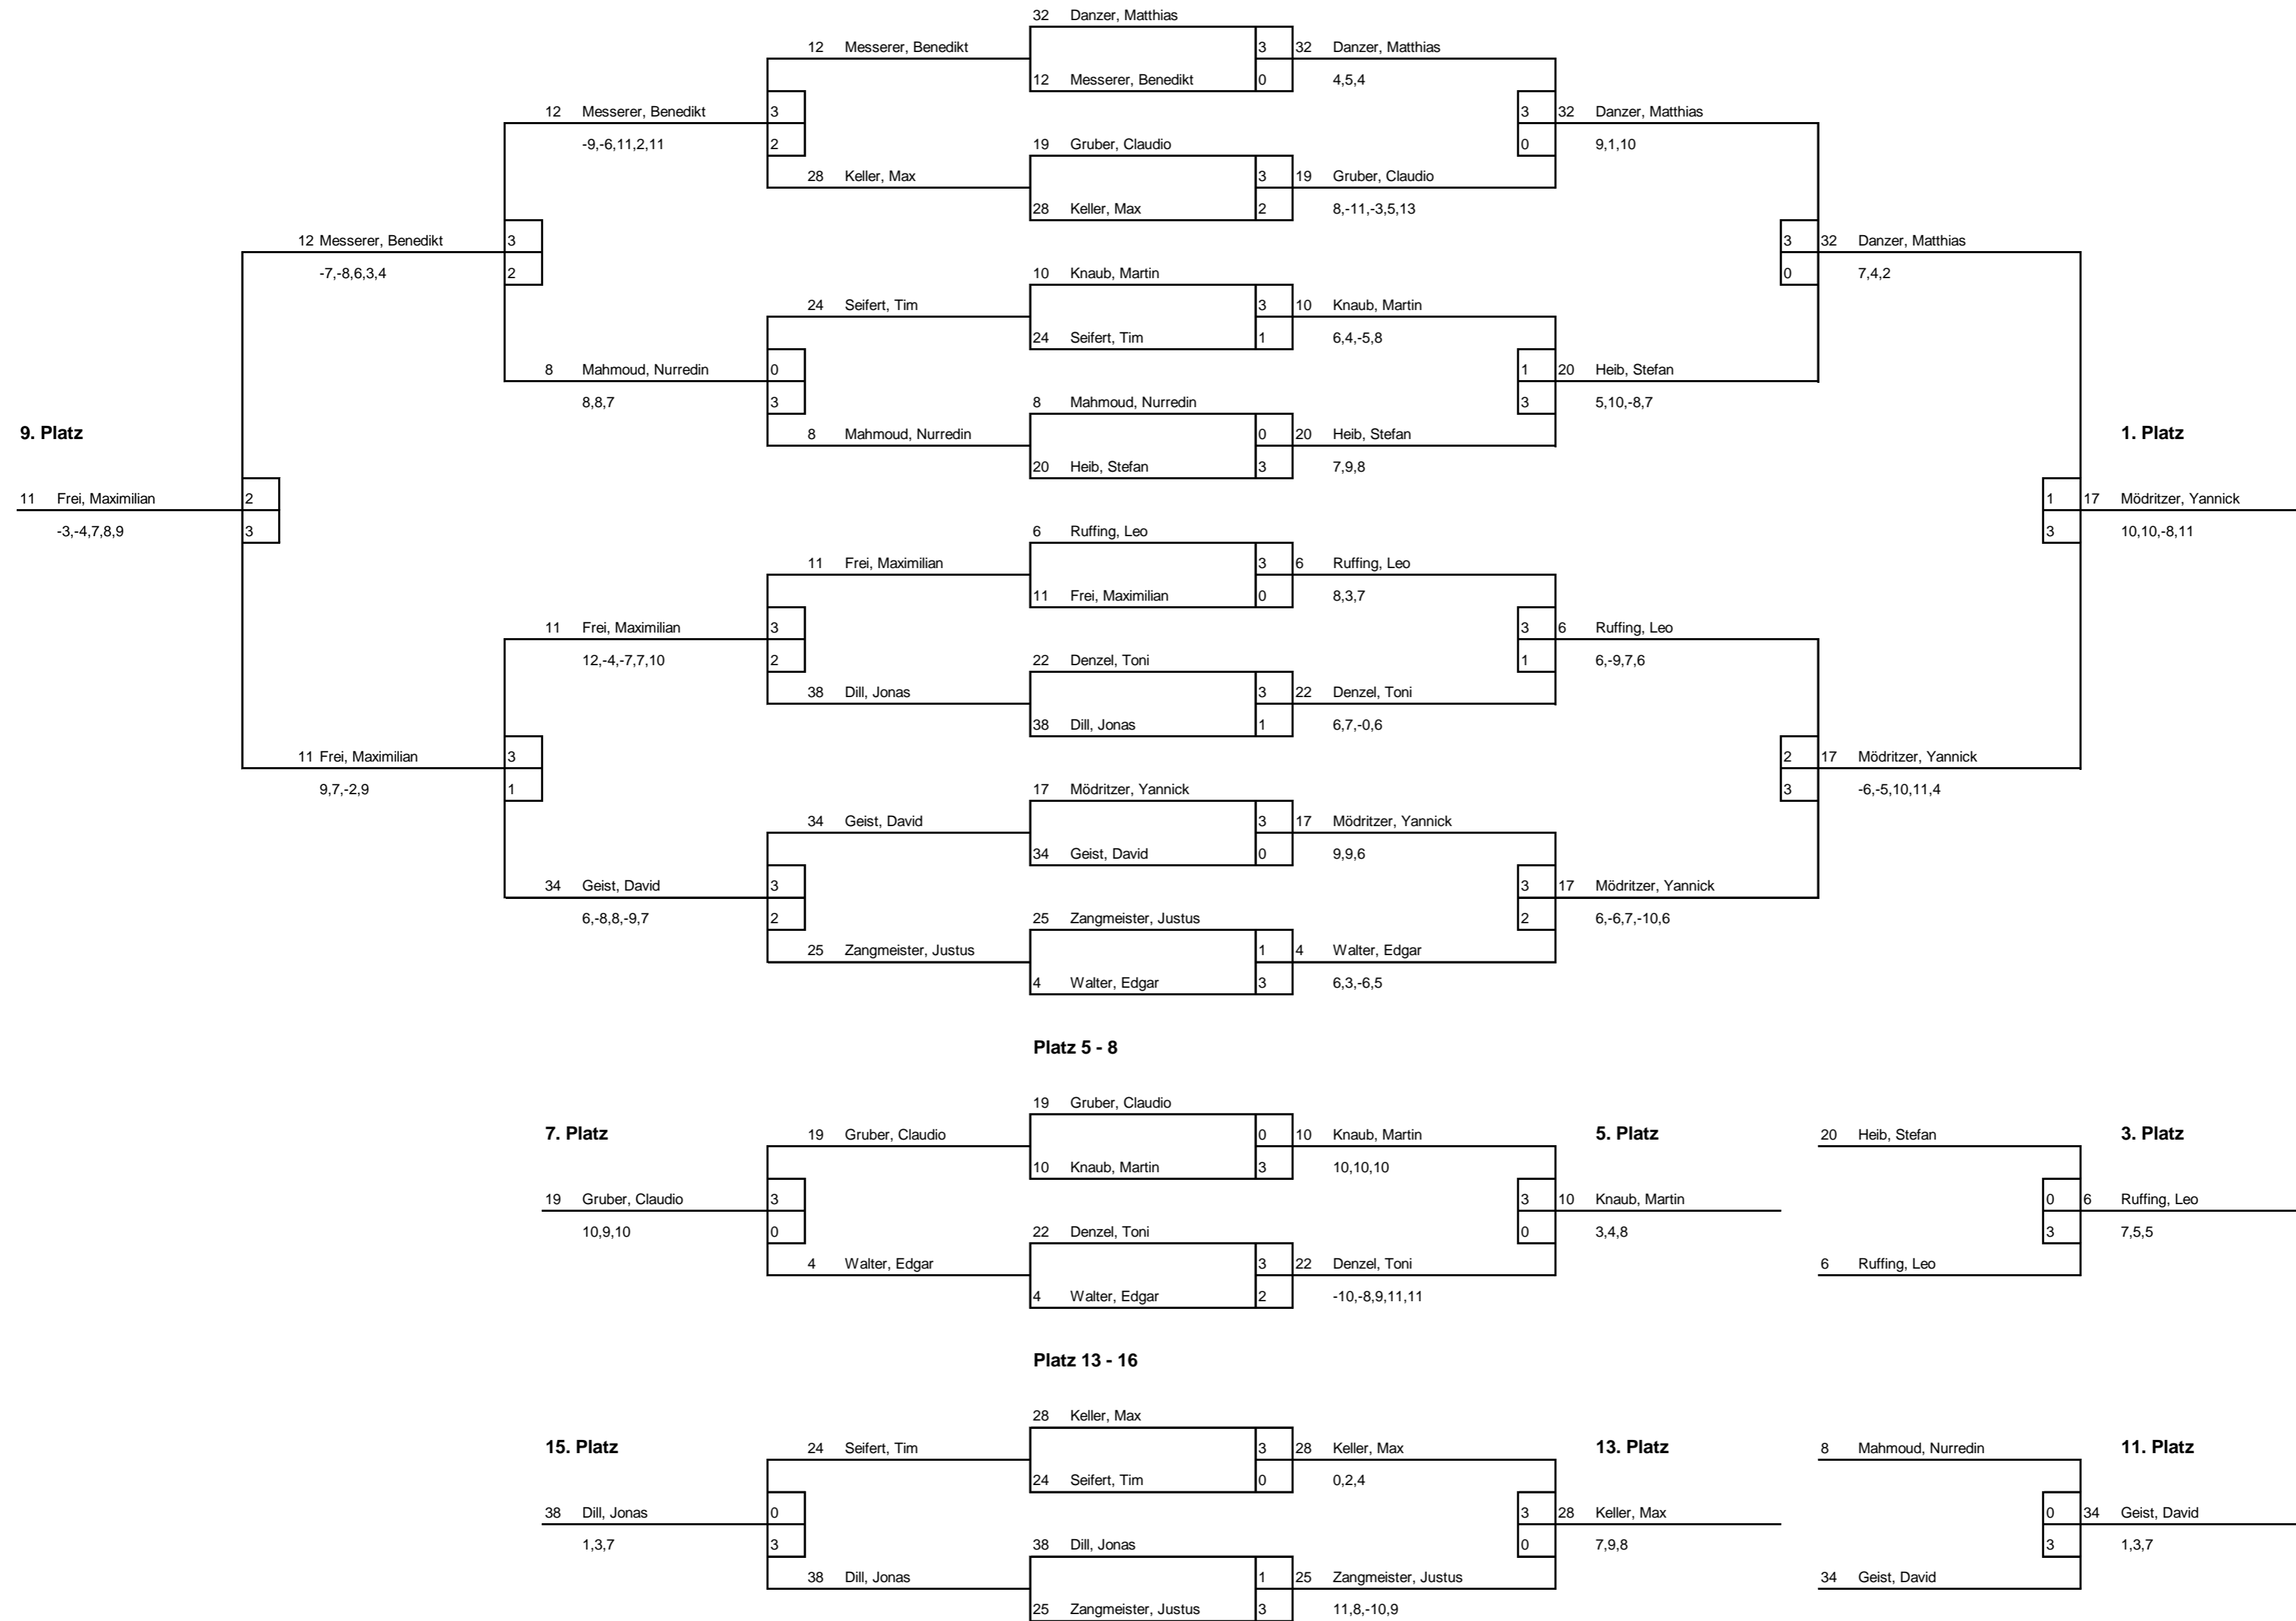 32 Danzer, Matthias
12 Messerer, Benedikt 3 32 Danzer, Matthias
12 Messerer, Benedikt 0 4,5,4
12 Messerer, Benedikt 3 3 32 Danzer, Matthias
-9,-6,11,2,11 2 19 Gruber, Claudio 0 9,1,10
28 Keller, Max 3 19 Gruber, Claudio
28 Keller, Max 2 8,-11,-3,5,13
12 Messerer, Benedikt 3 3 32 Danzer, Matthias
-7,-8,6,3,4 2 10 Knaub, Martin 0 7,4,2
24 Seifert, Tim 3 10 Knaub, Martin
24 Seifert, Tim 1 6,4,-5,8
8 Mahmoud, Nurredin 0 1 20 Heib, Stefan
8,8,7 3 8 Mahmoud, Nurredin 3 5,10,-8,7
9. Platz 8 Mahmoud, Nurredin 0 20 Heib, Stefan 1. Platz
20 Heib, Stefan 3 7,9,8
11 Frei, Maximilian 2 1 17 Mödritzer, Yannick
-3,-4,7,8,9 3 6 Ruffing, Leo 3 10,10,-8,11
11 Frei, Maximilian 3 6 Ruffing, Leo
11 Frei, Maximilian 0 8,3,7
11 Frei, Maximilian 3 3 6 Ruffing, Leo
12,-4,-7,7,10 2 22 Denzel, Toni 1 6,-9,7,6
38 Dill, Jonas 3 22 Denzel, Toni
38 Dill, Jonas 1 6,7,-0,6
11 Frei, Maximilian 3 2 17 Mödritzer, Yannick
9,7,-2,9 1 17 Mödritzer, Yannick 3 -6,-5,10,11,4
34 Geist, David 3 17 Mödritzer, Yannick
34 Geist, David 0 9,9,6
34 Geist, David 3 3 17 Mödritzer, Yannick
6,-8,8,-9,7 2 25 Zangmeister, Justus 2 6,-6,7,-10,6
25 Zangmeister, Justus 1 4 Walter, Edgar
4 Walter, Edgar 3 6,3,-6,5
Platz 5 - 8
19 Gruber, Claudio
7. Platz 19 Gruber, Claudio 0 10 Knaub, Martin 5. Platz 20 Heib, Stefan 3. Platz
10 Knaub, Martin 3 10,10,10
19 Gruber, Claudio 3 3 10 Knaub, Martin 0 6 Ruffing, Leo
10,9,10 0 22 Denzel, Toni 0 3,4,8 3 7,5,5
4 Walter, Edgar 3 22 Denzel, Toni 6 Ruffing, Leo
4 Walter, Edgar 2 -10,-8,9,11,11
Platz 13 - 16
28 Keller, Max
15. Platz 24 Seifert, Tim 3 28 Keller, Max 13. Platz 8 Mahmoud, Nurredin 11. Platz
24 Seifert, Tim 0 0,2,4
38 Dill, Jonas 0 3 28 Keller, Max 0 34 Geist, David
1,3,7 3 38 Dill, Jonas 0 7,9,8 3 1,3,7
38 Dill, Jonas 1 25 Zangmeister, Justus 34 Geist, David
25 Zangmeister, Justus 3 11,8,-10,9